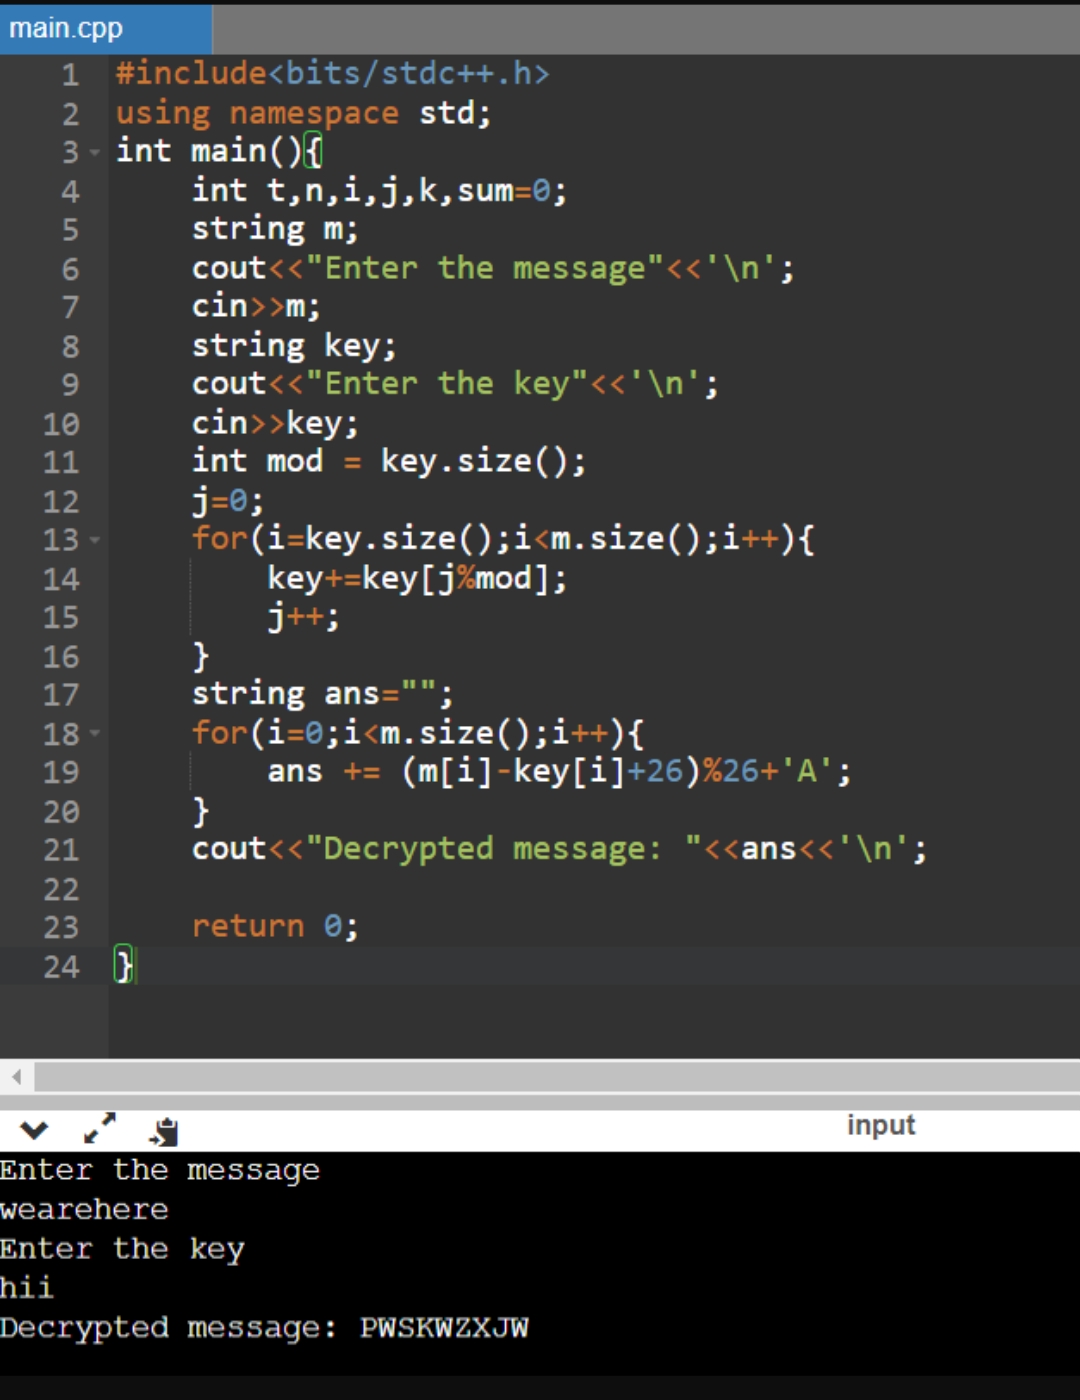 main.cpp
1 #include<bits/stdc++.h>
2 using namespace std;
3 int main(){
4     int t,n,i,j,k,sum=0;
5     string m;
6     cout<<"Enter the message"<<'\n';
7     cin>>m;
8     string key;
9     cout<<"Enter the key"<<'\n';
10     cin>>key;
11     int mod = key.size();
12     j=0;
13     for(i=key.size();i<m.size();i++){
14         key+=key[j%mod];
15         j++;
16     }
17     string ans="";
18     for(i=0;i<m.size();i++){
19         ans += (m[i]-key[i]+26)%26+'A';
20     }
21     cout<<"Decrypted message: "<<ans<<'\n';
22
23     return 0;
24 }
input
Enter the message
wearehere
Enter the key
hii
Decrypted message: PWSKWZXJW